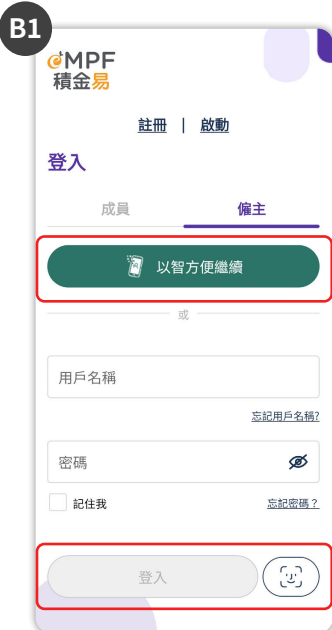 B1
eMPF
積金易
註冊 | 啟動
登入
成員 僱主
以智方便繼續
或
用戶名稱
忘記用戶名稱?
密碼
記住我 忘記密碼？
登入